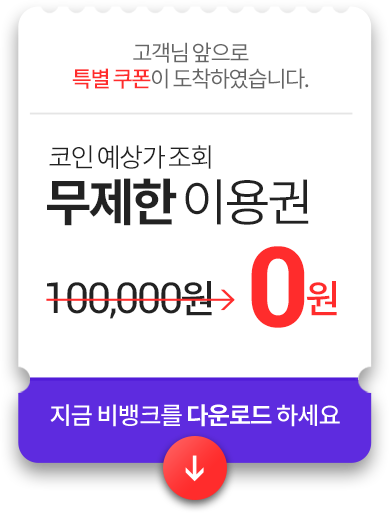 고객님 앞으로
특별 쿠폰이 도착하였습니다.
코인 예상가 조회
무제한 이용권
100,000원→ 0원
지금 비뱅크를 다운로드 하세요